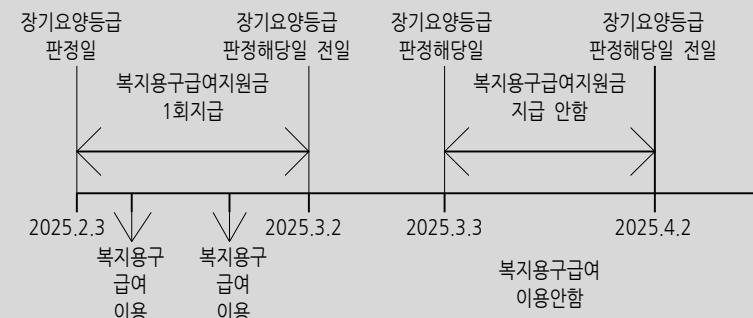 장기요양등급
판정일
장기요양등급
판정해당일 전일
장기요양등급
판정해당일
장기요양등급
판정해당일 전일
복지용구급여지원금
1회지급
복지용구급여지원금
지급 안함
2025.2.3
2025.3.2
2025.3.3
2025.4.2
복지용구
급여
이용
복지용구
급여
이용
복지용구급여
이용안함